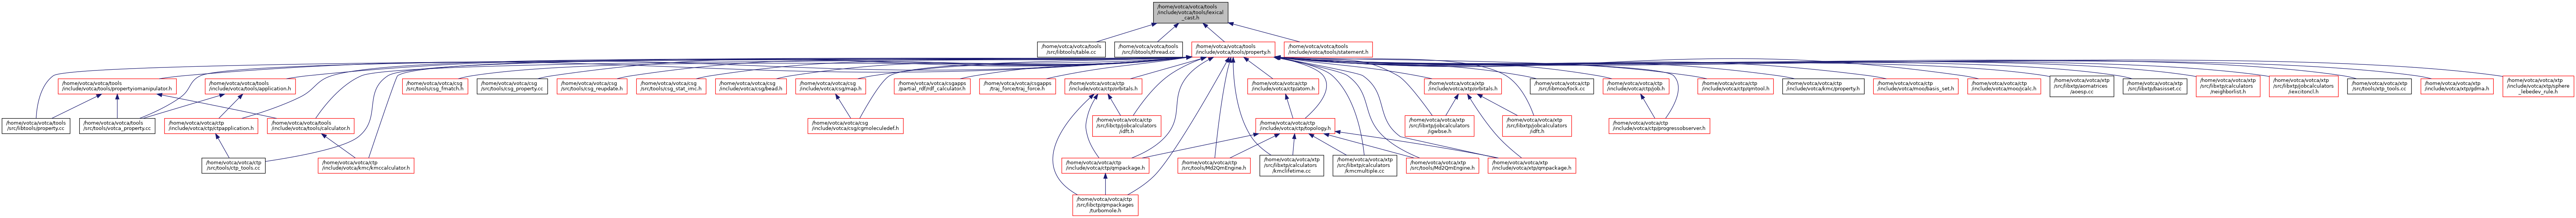 /home/votca/votca/tools
/include/votca/tools/lexical
_cast.h
/home/votca/votca/tools
/src/libtools/table.cc
/home/votca/votca/tools
/src/libtools/thread.cc
/home/votca/votca/tools
/include/votca/tools/property.h
/home/votca/votca/tools
/include/votca/tools/statement.h
/home/votca/votca/tools
/include/votca/tools/propertyiomanipulator.h
/home/votca/votca/tools
/include/votca/tools/application.h
/home/votca/votca/csg
/src/tools/csg_fmatch.h
/home/votca/votca/csg
/src/tools/csg_property.cc
/home/votca/votca/csg
/src/tools/csg_reupdate.h
/home/votca/votca/csg
/src/tools/csg_stat_imc.h
/home/votca/votca/csg
/include/votca/csg/bead.h
/home/votca/votca/csg
/include/votca/csg/map.h
/home/votca/votca/csgapps
/partial_rdf/rdf_calculator.h
/home/votca/votca/csgapps
/traj_force/traj_force.h
/home/votca/votca/ctp
/include/votca/ctp/orbitals.h
/home/votca/votca/ctp
/include/votca/ctp/atom.h
/home/votca/votca/xtp
/include/votca/xtp/orbitals.h
/home/votca/votca/csg
/src/libmoo/fock.cc
/home/votca/votca/ctp
/include/votca/ctp/job.h
/home/votca/votca/ctp
/include/votca/ctp/qmtool.h
/home/votca/votca/ctp
/include/votca/kmc/property.h
/home/votca/votca/ctp
/include/votca/moo/basis_set.h
/home/votca/votca/ctp
/include/votca/moo/jcalc.h
/home/votca/votca/xtp
/src/libxtp/aomatrices
/aoesp.cc
/home/votca/votca/xtp
/src/libxtp/basisset.cc
/home/votca/votca/xtp
/src/libxtp/calculators
/neighborlist.h
/home/votca/votca/xtp
/src/libxtp/jobcalculators
/iexcitoncl.h
/home/votca/votca/xtp
/src/tools/xtp_tools.cc
/home/votca/votca/xtp
/include/votca/xtp/gdma.h
/home/votca/votca/xtp
/include/votca/xtp/sphere
_lebedev_rule.h
/home/votca/votca/tools
/src/libtools/property.cc
/home/votca/votca/tools
/src/tools/votca_property.cc
/home/votca/votca/ctp
/include/votca/ctp/ctpapplication.h
/home/votca/votca/tools
/include/votca/tools/calculator.h
/home/votca/votca/csg
/include/votca/csg/cgmoleculedef.h
/home/votca/votca/ctp
/src/libctp/jobcalculators
/idft.h
/home/votca/votca/ctp
/include/votca/ctp/topology.h
/home/votca/votca/xtp
/src/libxtp/jobcalculators
/igwbse.h
/home/votca/votca/xtp
/src/libxtp/jobcalculators
/idft.h
/home/votca/votca/ctp
/include/votca/ctp/progressobserver.h
/home/votca/votca/ctp
/src/tools/ctp_tools.cc
/home/votca/votca/ctp
/include/votca/kmc/kmccalculator.h
/home/votca/votca/ctp
/include/votca/ctp/qmpackage.h
/home/votca/votca/ctp
/src/tools/Md2QmEngine.h
/home/votca/votca/xtp
/src/libxtp/calculators
/kmclifetime.cc
/home/votca/votca/xtp
/src/libxtp/calculators
/kmcmultiple.cc
/home/votca/votca/xtp
/src/tools/Md2QmEngine.h
/home/votca/votca/xtp
/include/votca/xtp/qmpackage.h
/home/votca/votca/ctp
/src/libctp/qmpackages
/turbomole.h